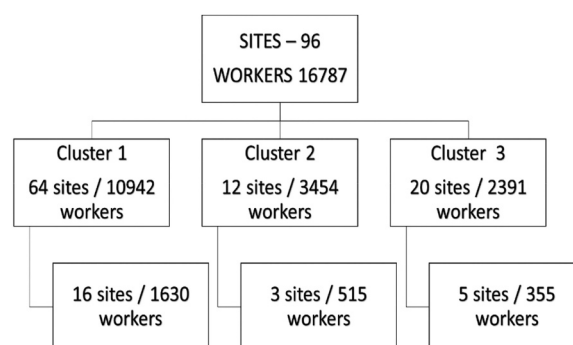 SITES – 96
WORKERS 16787
Cluster 1
64 sites / 10942
workers
Cluster 2
12 sites / 3454
workers
Cluster 3
20 sites / 2391
workers
16 sites / 1630
workers
3 sites / 515
workers
5 sites / 355
workers